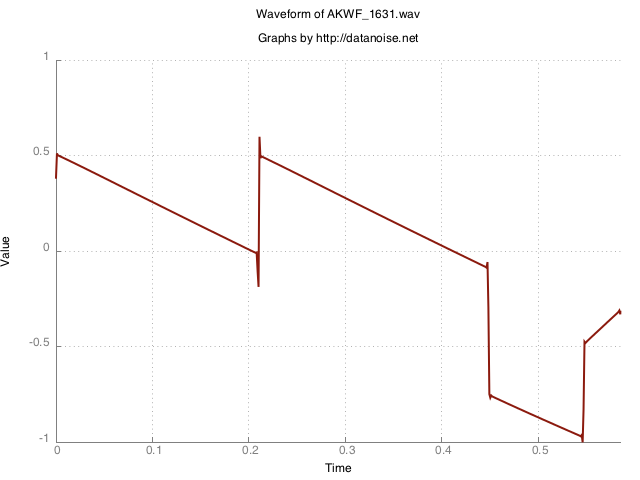 Waveform of AKWF_1631.wav
Graphs by http://datanoise.net
1
0.5
0
-0.5
-1
Value
0 0.1 0.2 0.3 0.4 0.5
Time